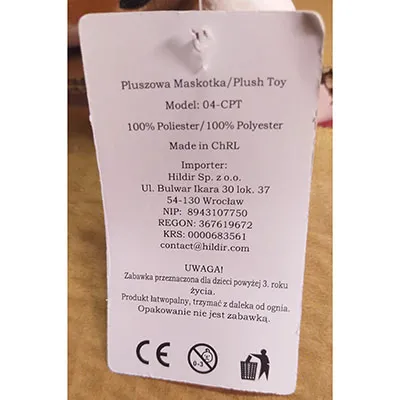 Pluszowa Maskotka/Plush Toy
Model: 04-CPT
100% Poliester/100% Polyester
Made in ChRL
Importer:
Hildir Sp. z o.o.
Ul. Bulwar Ikara 30 lok. 37
54-130 Wrocław
NIP: 8943107750
REGON: 367619672
KRS: 0000683561
contact@hildir.com
UWAGA!
Zabawka przeznaczona dla dzieci powyżej 3. roku
życia.
Produkt łatwopalny, trzymać z daleka od ognia.
Opakowanie nie jest zabawką.
CE 0-3